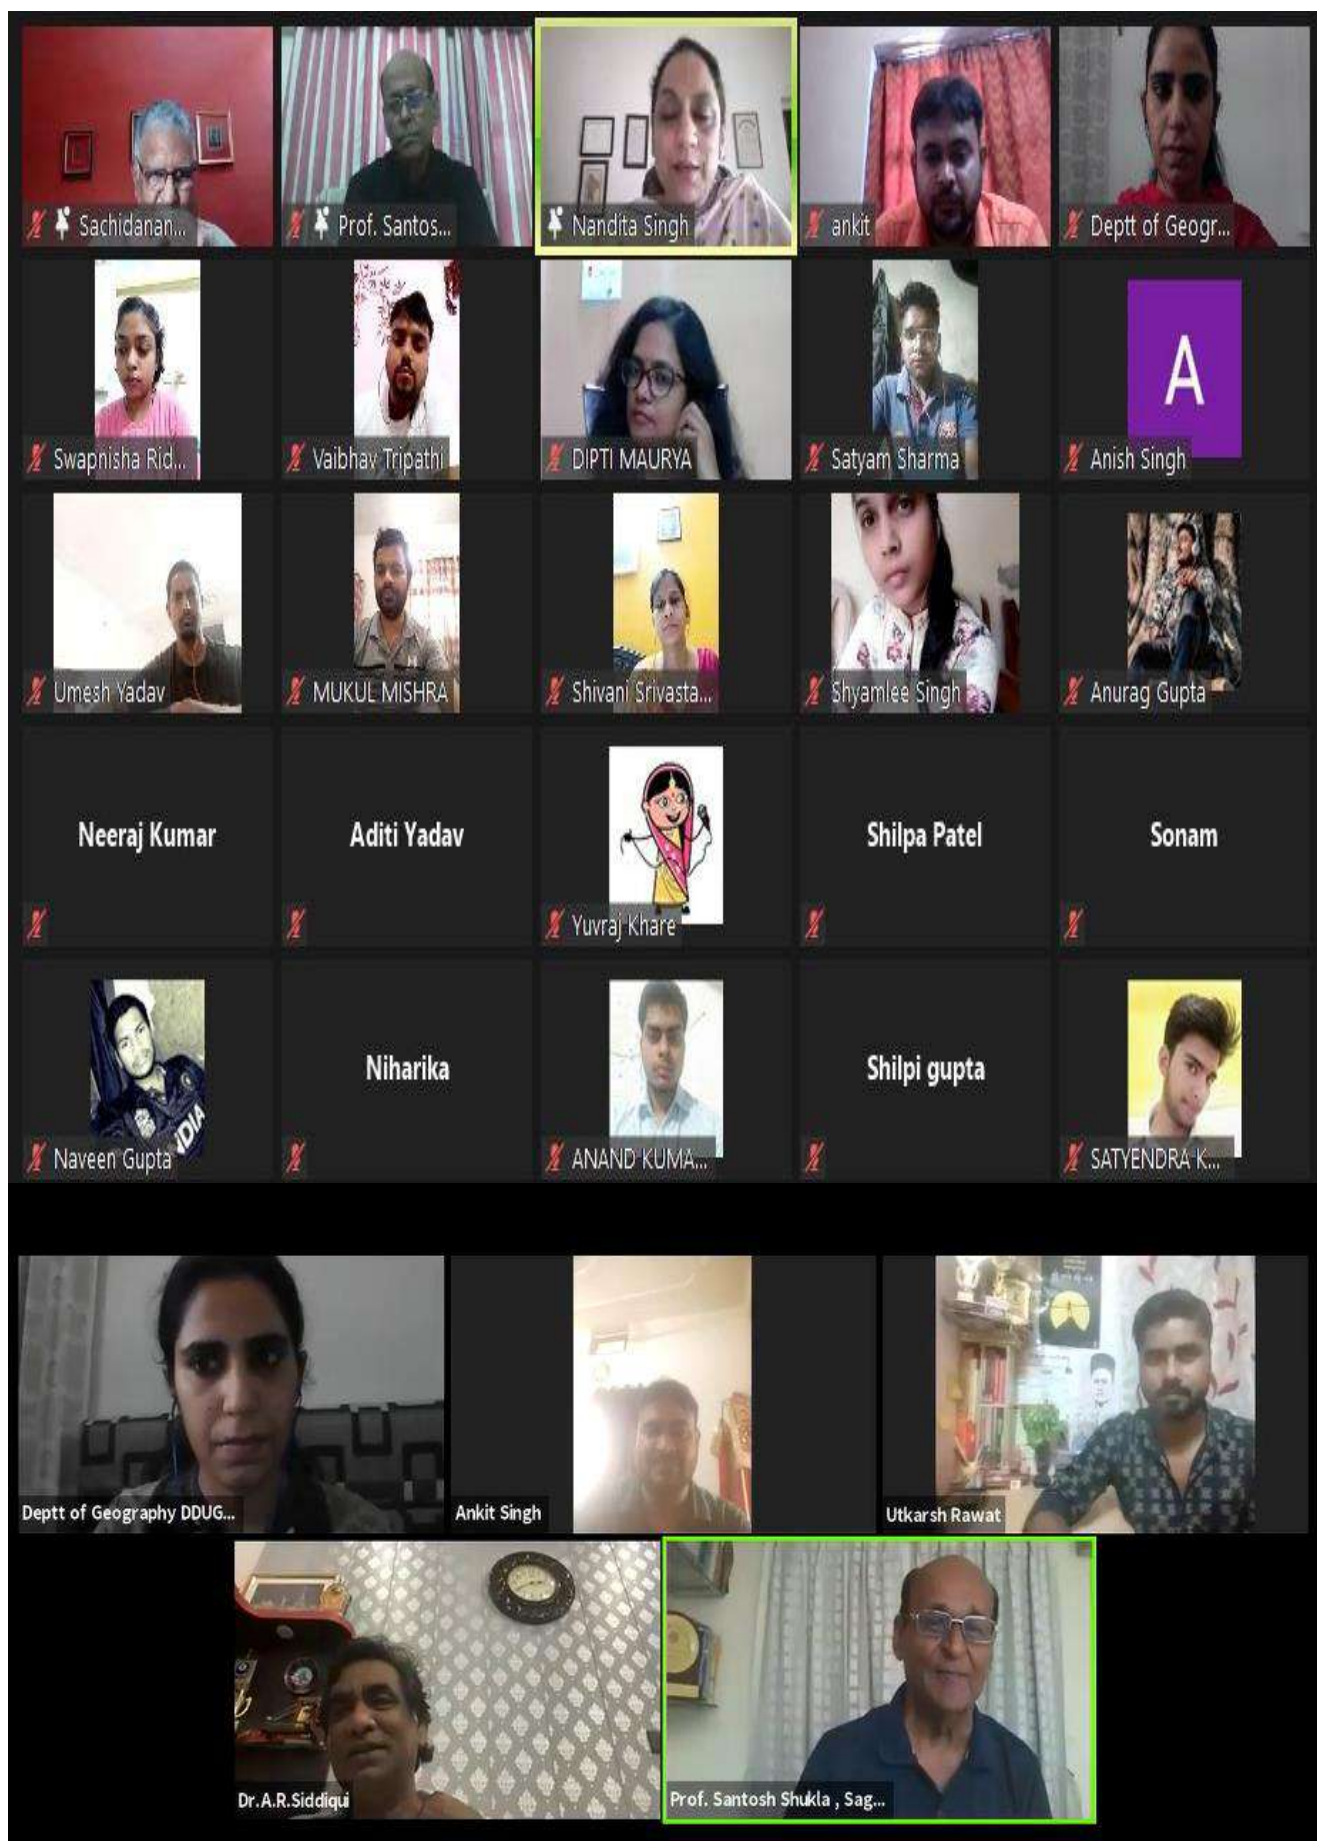 Sachidanan...
Prof. Santos...
Nandita Singh
ankit
Deptt of Geogr...
Swapnisha Rid...
Vaibhav Tripathi
DIPTI MAURYA
Satyam Sharma
A
Anish Singh
Umesh Yadav
MUKUL MISHRA
Shivani Srivasta...
Shyamlee Singh
Anurag Gupta
Neeraj Kumar
Aditi Yadav
Yuvraj Khare
Shilpa Patel
Sonam
NDIA
Naveen Gupta
Niharika
ANAND KUMA...
Shilpi gupta
SATYENDRA K...
Deptt of Geography DDUG...
Ankit Singh
Utkarsh Rawat
Dr.A.R.Siddiqui
Prof. Santosh Shukla , Sag...